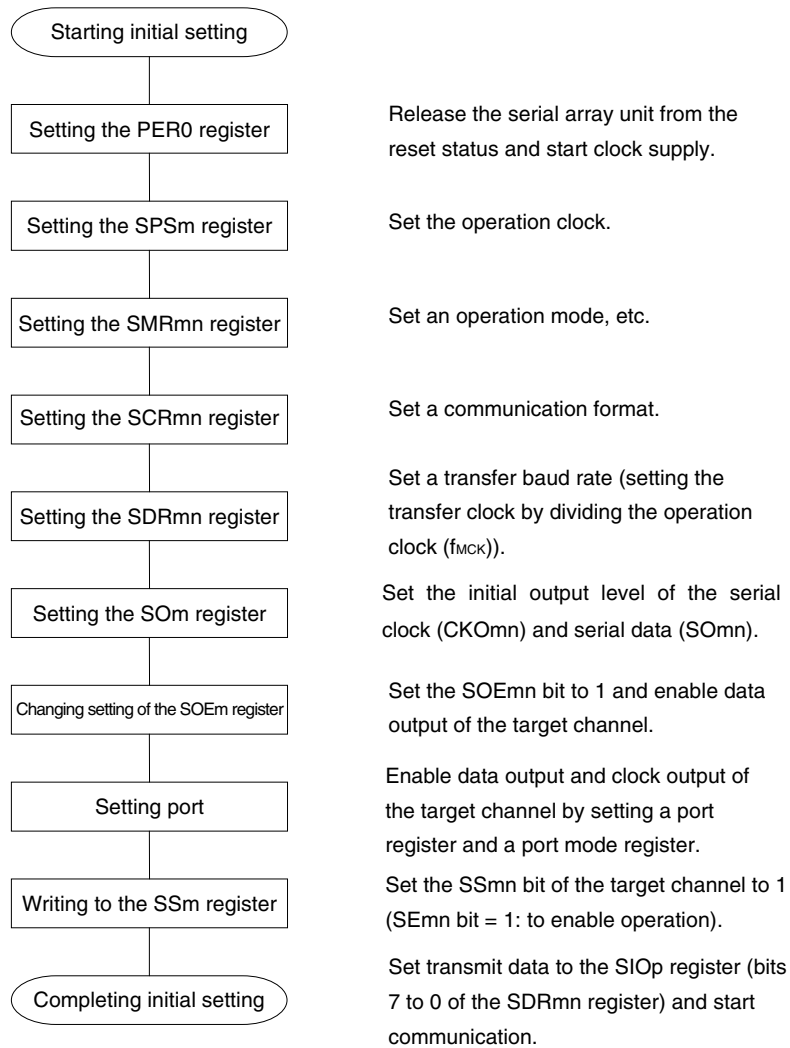 Starting initial setting
Setting the PER0 register
Release the serial array unit from the
reset status and start clock supply.
Setting the SPSm register
Set the operation clock.
Setting the SMRmn register
Set an operation mode, etc.
Setting the SCRmn register
Set a communication format.
Setting the SDRmn register
Set a transfer baud rate (setting the
transfer clock by dividing the operation
clock (fMCK)).
Setting the SOm register
Set the initial output level of the serial
clock (CKOmn) and serial data (SOmn).
Changing setting of the SOEm register
Set the SOEmn bit to 1 and enable data
output of the target channel.
Setting port
Enable data output and clock output of
the target channel by setting a port
register and a port mode register.
Writing to the SSm register
Set the SSmn bit of the target channel to 1
(SEmn bit = 1: to enable operation).
Completing initial setting
Set transmit data to the SIOp register (bits
7 to 0 of the SDRmn register) and start
communication.